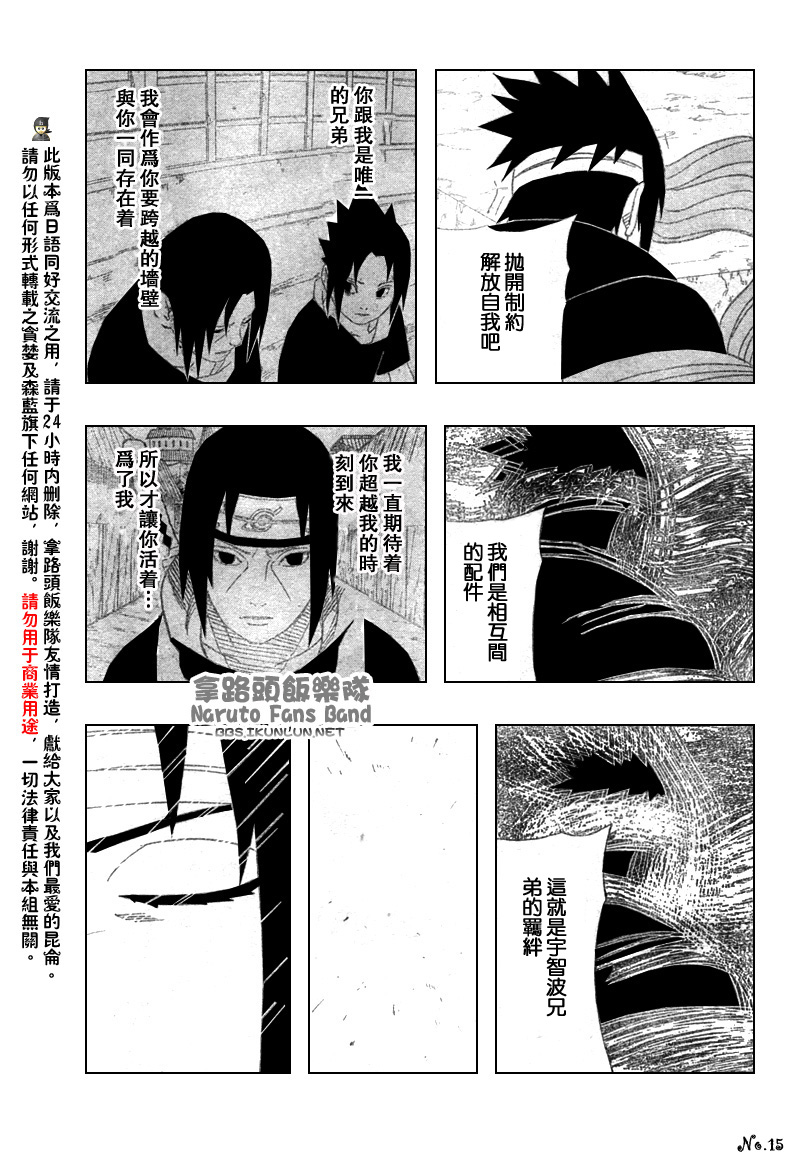 拋開制約
解放自我吧
你跟我是唯一
的兄弟
我會作爲你要跨越的墻壁
與你一同存在着
我們是相互間
的配件
我一直期待着
你超越我的時
刻到來
所以才讓你活着…
爲了我
這就是宇智波兄
弟的羈絆
拿路頭飯樂隊
Naruto Fans Band
BBS.IKUNLUN.NET
此版本爲日語同好交流之用，請于24小時内删除，拿路頭飯樂隊友情打造，獻給大家以及我們最愛的昆侖。
請勿以任何形式轉載之貪婪及森藍旗下任何網站，謝謝。請勿用于商業用途，一切法律責任與本組無關。
No.15